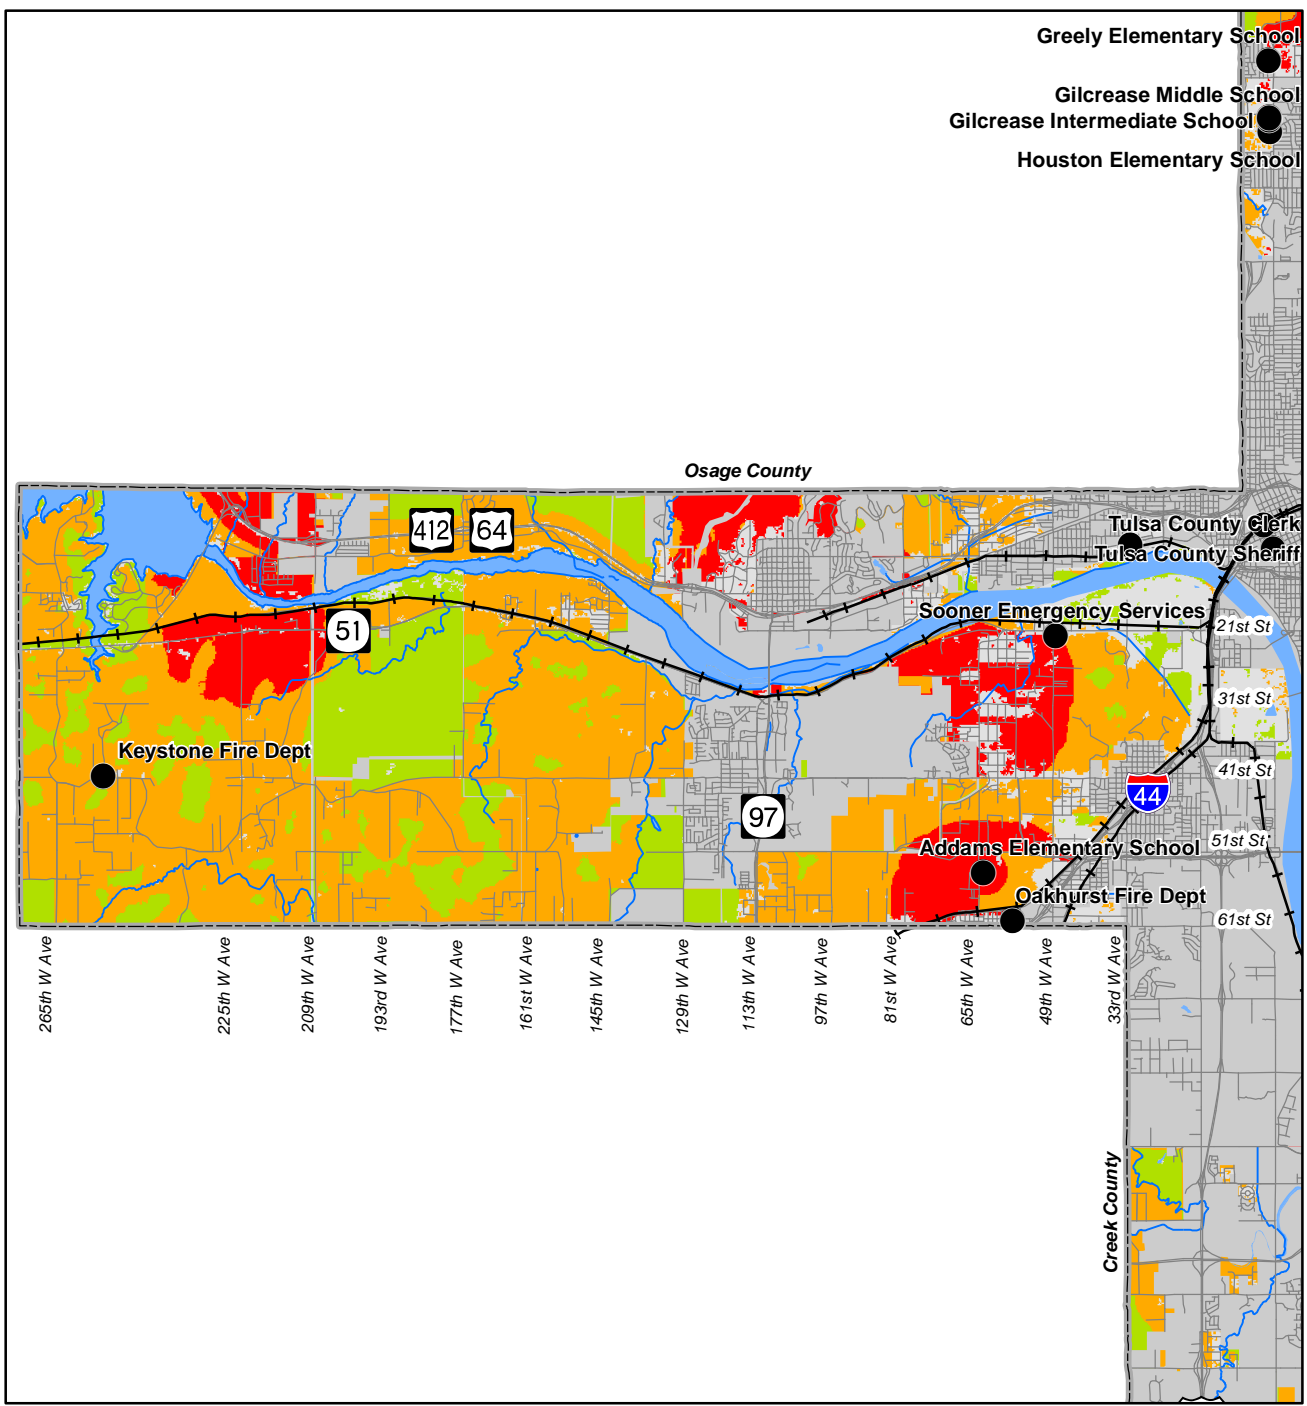 Greely Elementary School
Gilcrease Middle School
Gilcrease Intermediate School
Houston Elementary School
Osage County
412
64
Tulsa County Clerk
Tulsa County Sheriff
Sooner Emergency Services
51
21st St
31st St
Keystone Fire Dept
41st St
44
97
51st St
Addams Elementary School
Oakhurst Fire Dept
61st St
265th W Ave
225th W Ave
209th W Ave
193rd W Ave
177th W Ave
161st W Ave
145th W Ave
129th W Ave
113th W Ave
97th W Ave
81st W Ave
65th W Ave
49th W Ave
33rd W Ave
Creek County